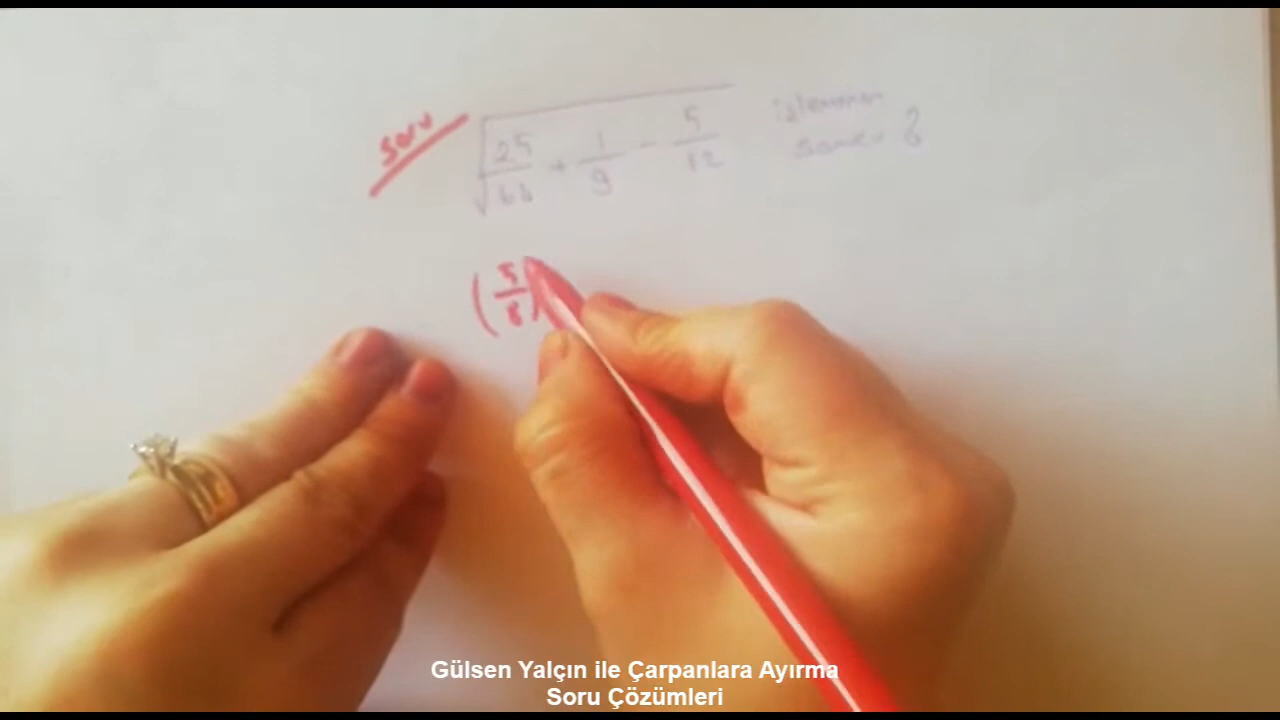 Soru
√25/64 + 1/9 - 5/12 işleminin
sonucu ?
(5/8)
Gülsen Yalçın ile Çarpanlara Ayırma
Soru Çözümleri